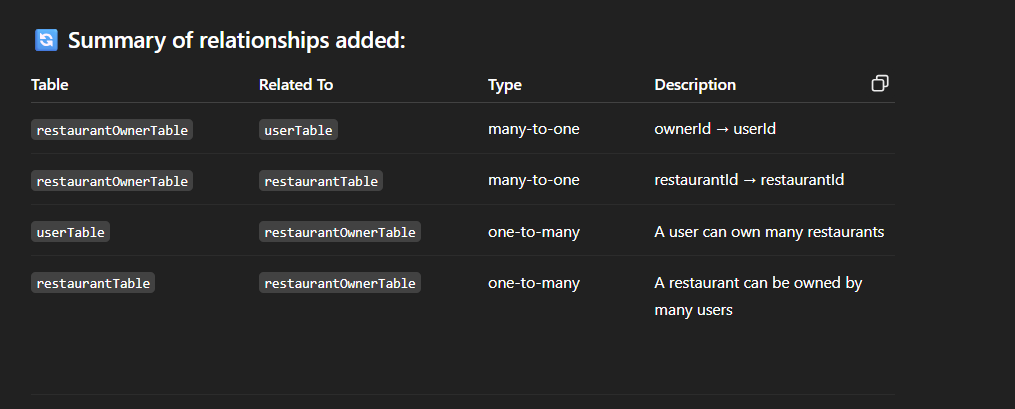 🔄 Summary of relationships added:
Table Related To Type Description
restaurantOwnerTable userTable many-to-one ownerId → userId
restaurantOwnerTable restaurantTable many-to-one restaurantId → restaurantId
userTable restaurantOwnerTable one-to-many A user can own many restaurants
restaurantTable restaurantOwnerTable one-to-many A restaurant can be owned by
many users